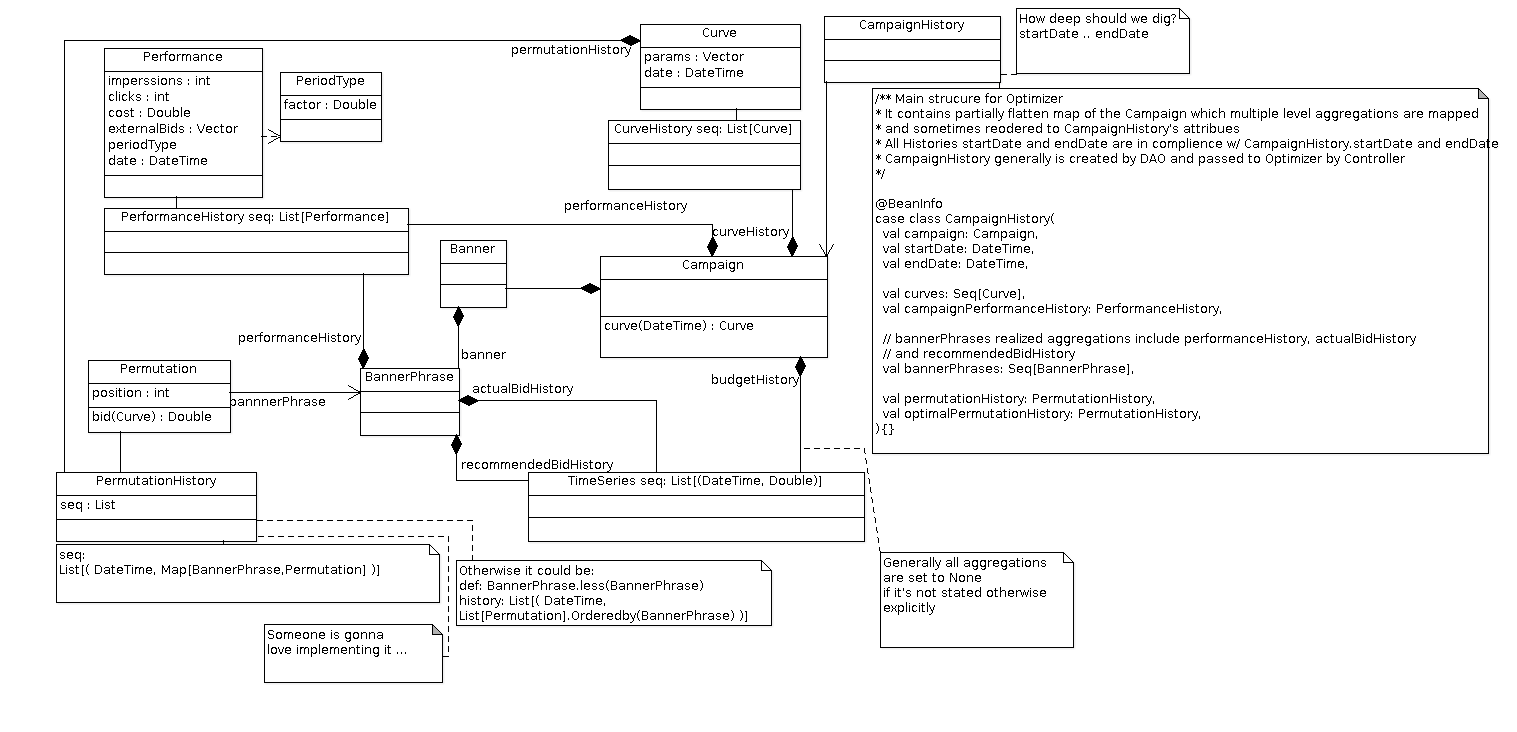 CampaignHistory
How deep should we dig?
startDate .. endDate
Curve
params : Vector
date : DateTime
permutationHistory
Performance
imperssions : int
clicks : int
cost : Double
externalBids : Vector
periodType
date : DateTime
PeriodType
factor : Double
CurveHistory seq: List[Curve]
/** Main strucure for Optimizer
* It contains partially flatten map of the Campaign which multiple level aggregations are mapped
* and sometimes reodered to CampaignHistory's attribues
* All Histories startDate and endDate are in complience w/ CampaignHistory.startDate and endDate
* CampaignHistory generally is created by DAO and passed to Optimizer by Controller
*/
@BeanInfo
case class CampaignHistory(
val campaign: Campaign,
val startDate: DateTime,
val endDate: DateTime,
val curves: Seq[Curve],
val campaignPerformanceHistory: PerformanceHistory,
// bannerPhrases realized aggregations include performanceHistory, actualBidHistory
// and recommendedBidHistory
val bannerPhrases: Seq[BannerPhrase],
val permutationHistory: PermutationHistory,
val optimalPermutationHistory: PermutationHistory,
){}
PerformanceHistory seq: List[Performance]
performanceHistory
curveHistory
Banner
Campaign
curve(DateTime) : Curve
performanceHistory
banner
Permutation
position : int
bid(Curve) : Double
bannnerPhrase
BannerPhrase
actualBidHistory
budgetHistory
recommendedBidHistory
PermutationHistory
seq : List
TimeSeries seq: List[(DateTime, Double)]
seq:
List[( DateTime, Map[BannerPhrase,Permutation] )]
Otherwise it could be:
def: BannerPhrase.less(BannerPhrase)
history: List[( DateTime,
List[Permutation].Orderedby(BannerPhrase) )]
Generally all aggregations
are set to None
if it's not stated otherwise
explicitly
Someone is gonna
love implementing it ...